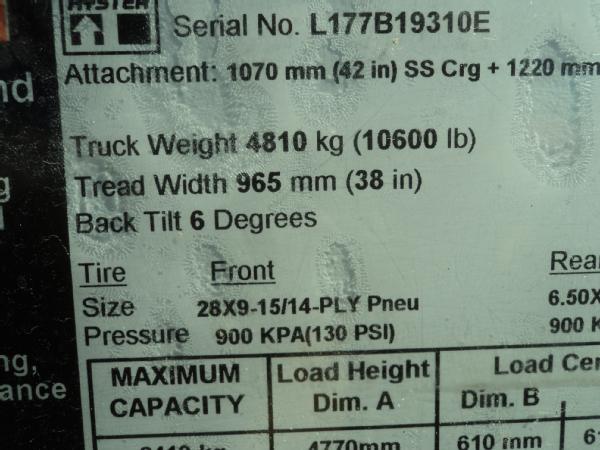 HYSTER
Serial No. L177B19310E
nd
Attachment: 1070 mm (42 in) SS Crg + 1220 mm
Truck Weight 4810 kg (10600 lb)
Tread Width 965 mm (38 in)
Back Tilt 6 Degrees
Tire Front Rear
Size 28X9-15/14-PLY Pneu 6.50X
Pressure 900 KPA(130 PSI) 900 K
ng,
ance
MAXIMUM CAPACITY
Load Height Dim. A
Load Cen
Dim. B
4770mm 610 mm 61